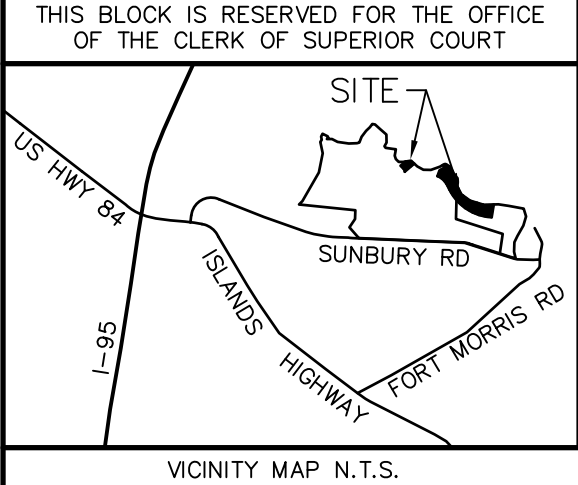 THIS BLOCK IS RESERVED FOR THE OFFICE
OF THE CLERK OF SUPERIOR COURT
SITE
US HWY 84
SUNBURY RD
ISLANDS
HIGHWAY
FORT MORRIS RD
I-95
VICINITY MAP N.T.S.